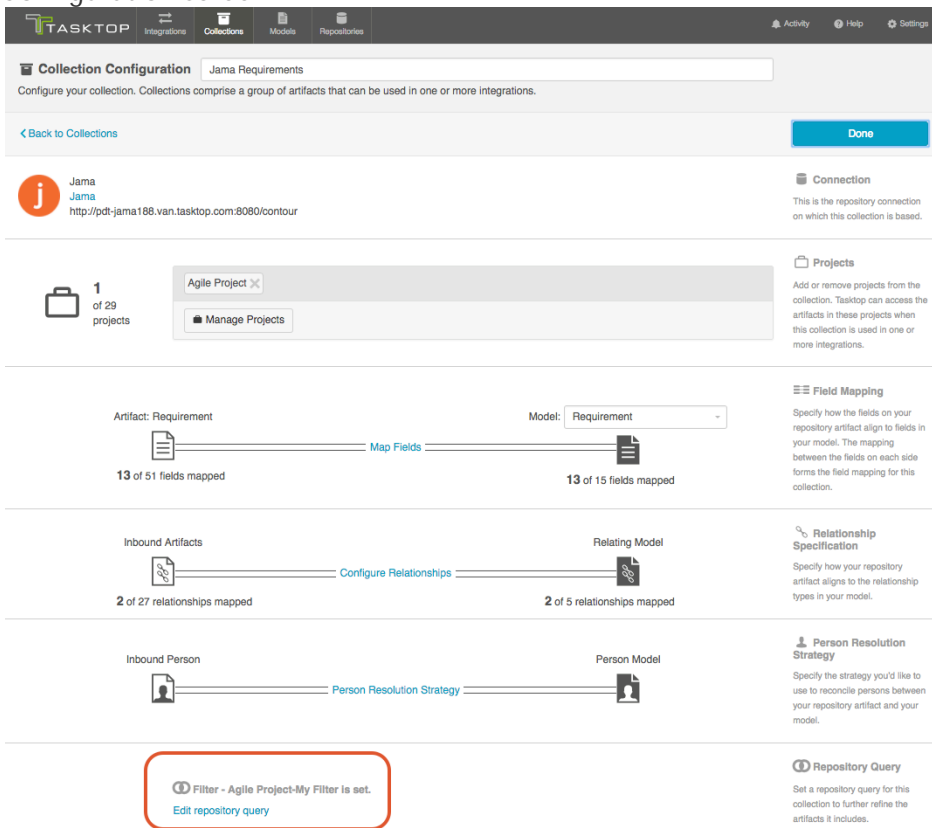 TASKTOP
Integrations
Collections
Models
Repositories
Activity
Help
Settings
Collection Configuration
Jama Requirements
Configure your collection. Collections comprise a group of artifacts that can be used in one or more integrations.
Back to Collections
Done
j
Jama
Jama
http://pdt-jama188.van.tasktop.com:8080/contour
Connection
This is the repository connection
on which this collection is based.
1
of 29
projects
Agile Project
Manage Projects
Projects
Add or remove projects from the
collection. Tasktop can access the
artifacts in these projects when
this collection is used in one or
more integrations.
Artifact: Requirement
Model: Requirement
Map Fields
13 of 51 fields mapped
13 of 15 fields mapped
Field Mapping
Specify how the fields on your
repository artifact align to fields in
your model. The mapping
between the fields on each side
forms the field mapping for this
collection.
Inbound Artifacts
Relating Model
Configure Relationships
2 of 27 relationships mapped
2 of 5 relationships mapped
Relationship
Specification
Specify how your repository
artifact aligns to the relationship
types in your model.
Inbound Person
Person Model
Person Resolution Strategy
Person Resolution
Strategy
Specify the strategy you'd like to
use to reconcile persons between
your repository artifact and your
model.
Filter - Agile Project-My Filter is set.
Edit repository query
Repository Query
Set a repository query for this
collection to further refine the
artifacts it includes.